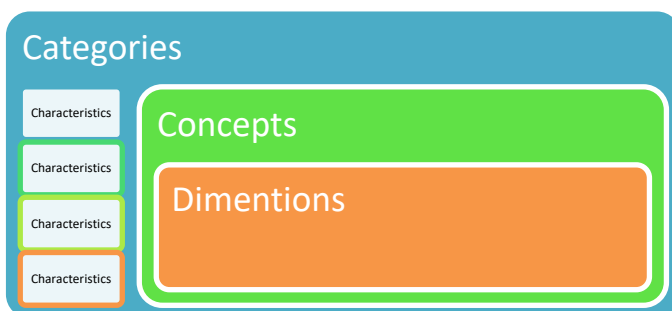 Categories
Characteristics
Characteristics
Characteristics
Characteristics
Concepts
Dimentions